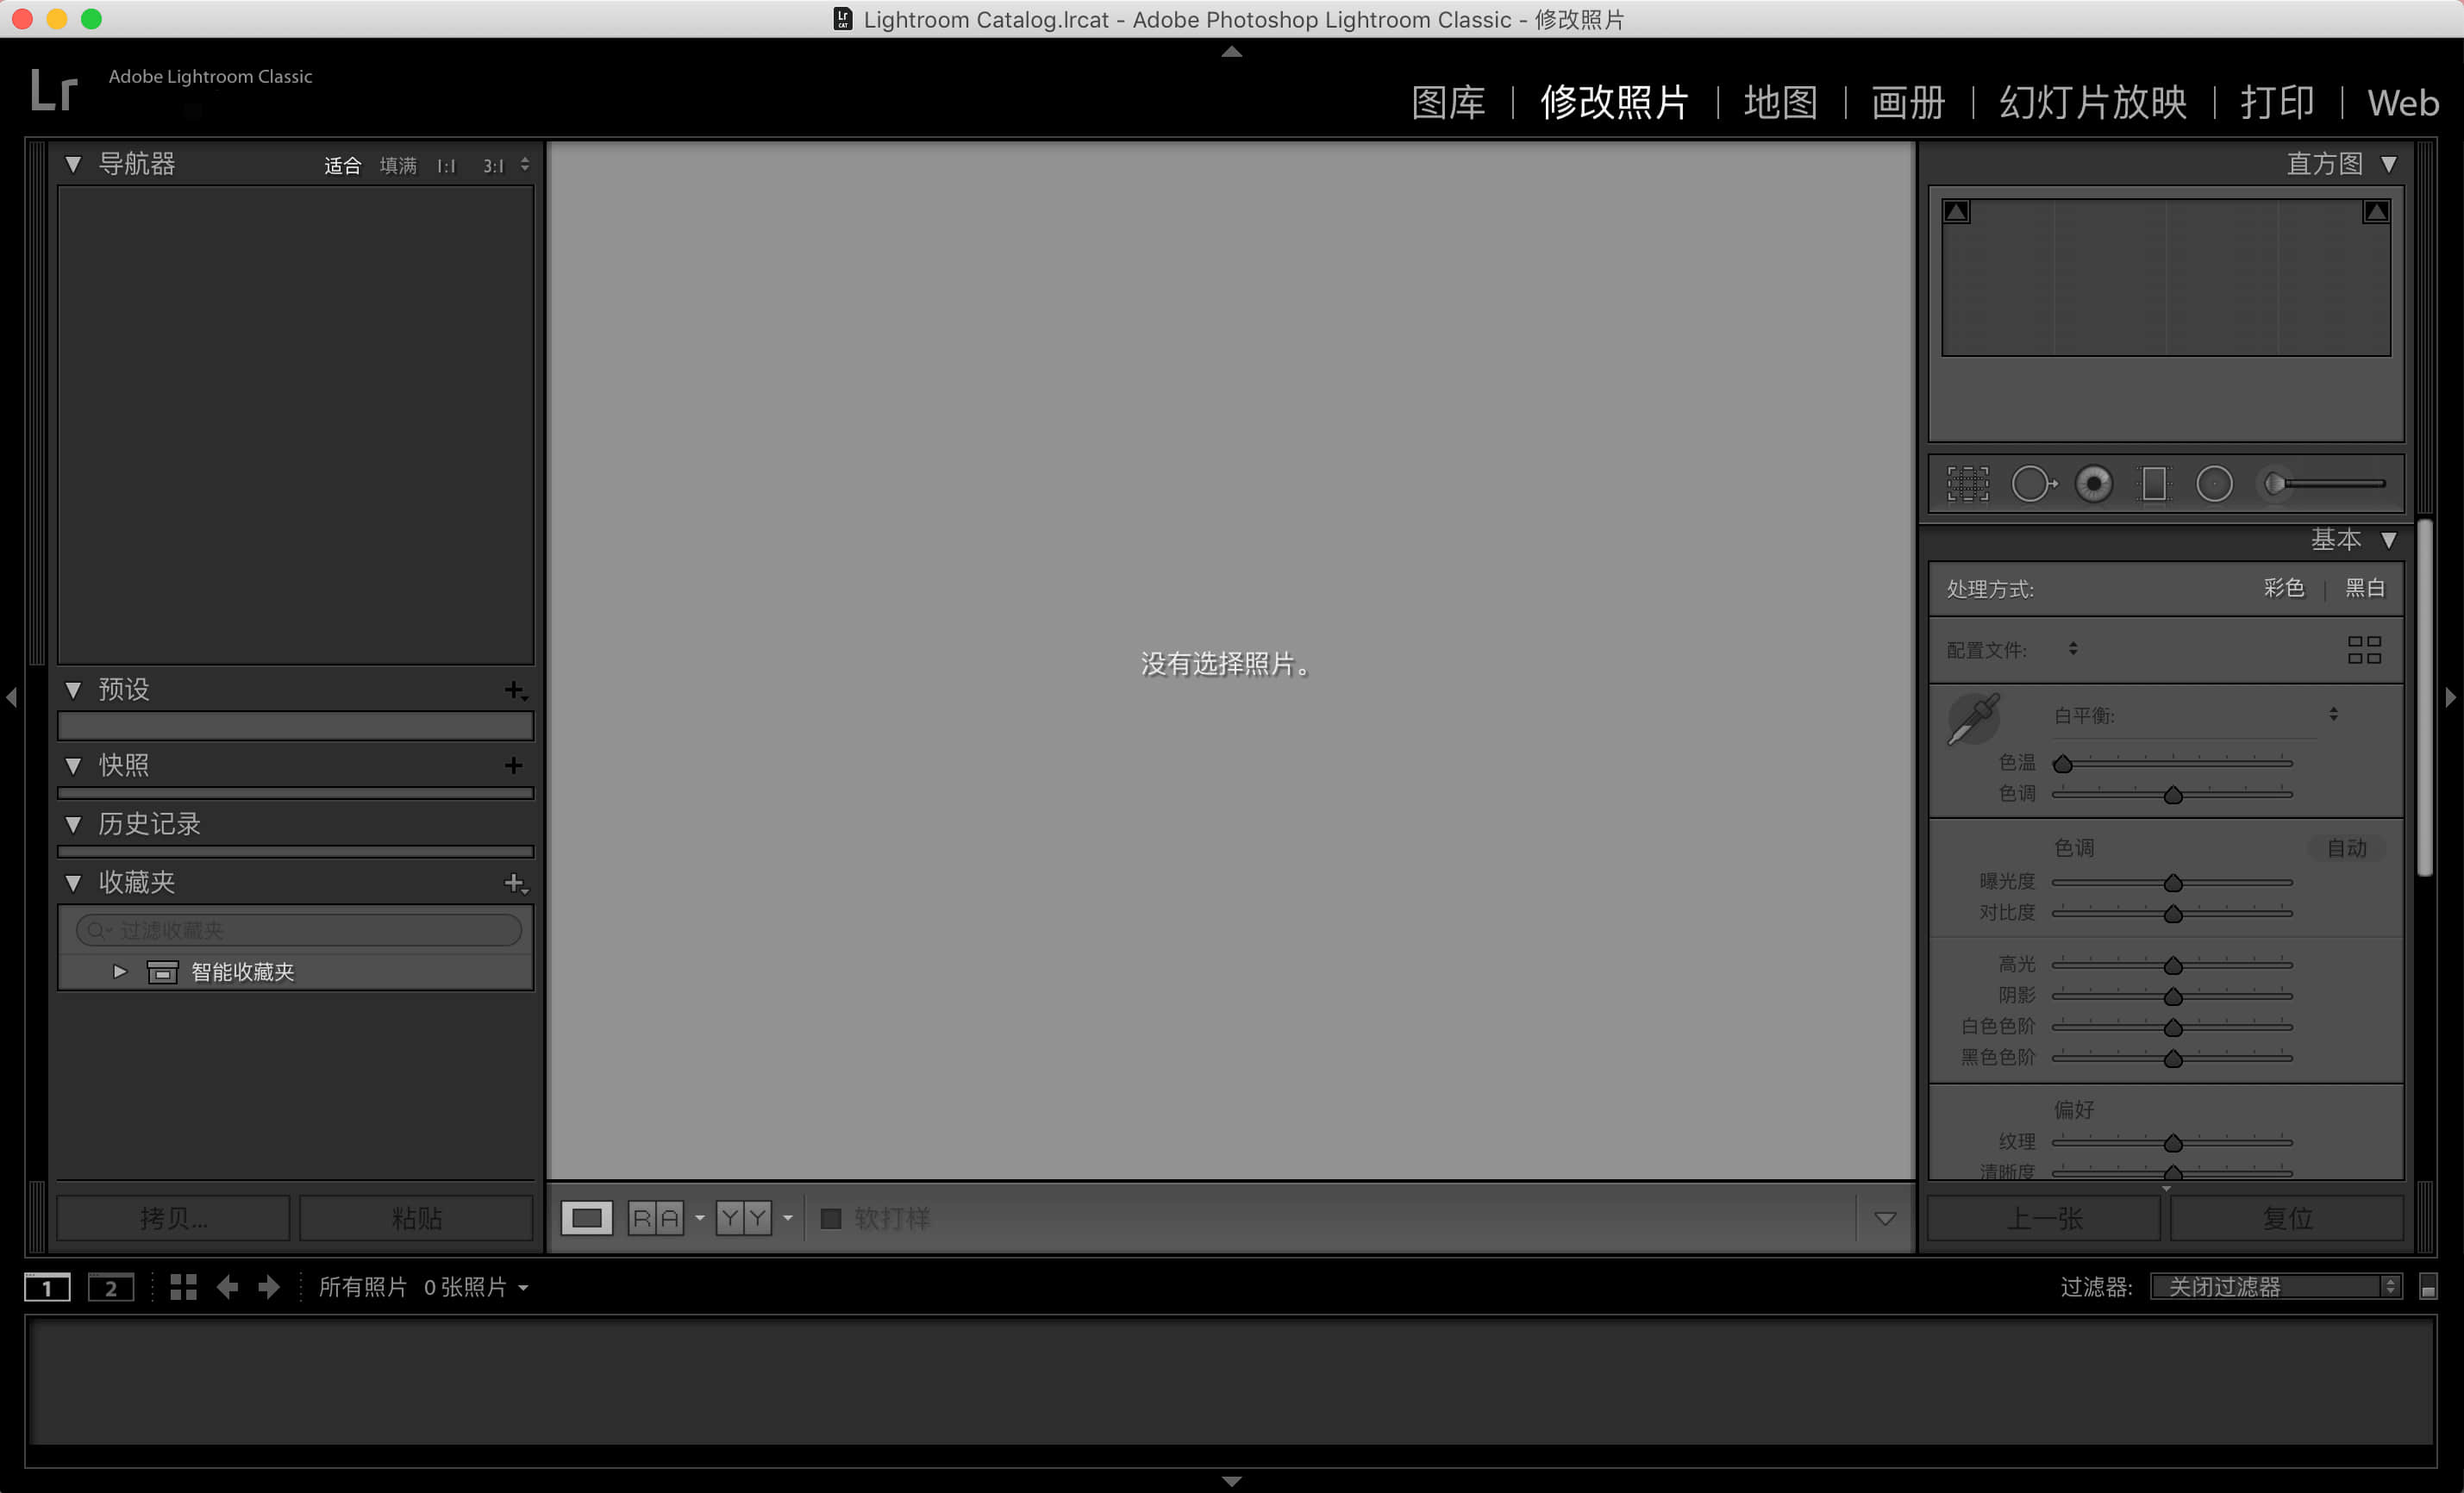 Lightroom Catalog.lrcat - Adobe Photoshop Lightroom Classic - 修改照片
Lr Adobe Lightroom Classic
图库 | 修改照片 | 地图 | 画册 | 幻灯片放映 | 打印 | Web
导航器 适合 填满 1:1 3:1
直方图
基本
处理方式: 彩色 | 黑白
配置文件:
没有选择照片。
预设
白平衡:
快照
色温
色调
历史记录
色调 自动
收藏夹
曝光度
对比度
过滤收藏夹
智能收藏夹
高光
阴影
白色色阶
黑色色阶
偏好
纹理
清晰度
拷贝... 粘贴
R A Y Y 软打样
上一张 复位
1 2 所有照片 0 张照片
过滤器: 关闭过滤器